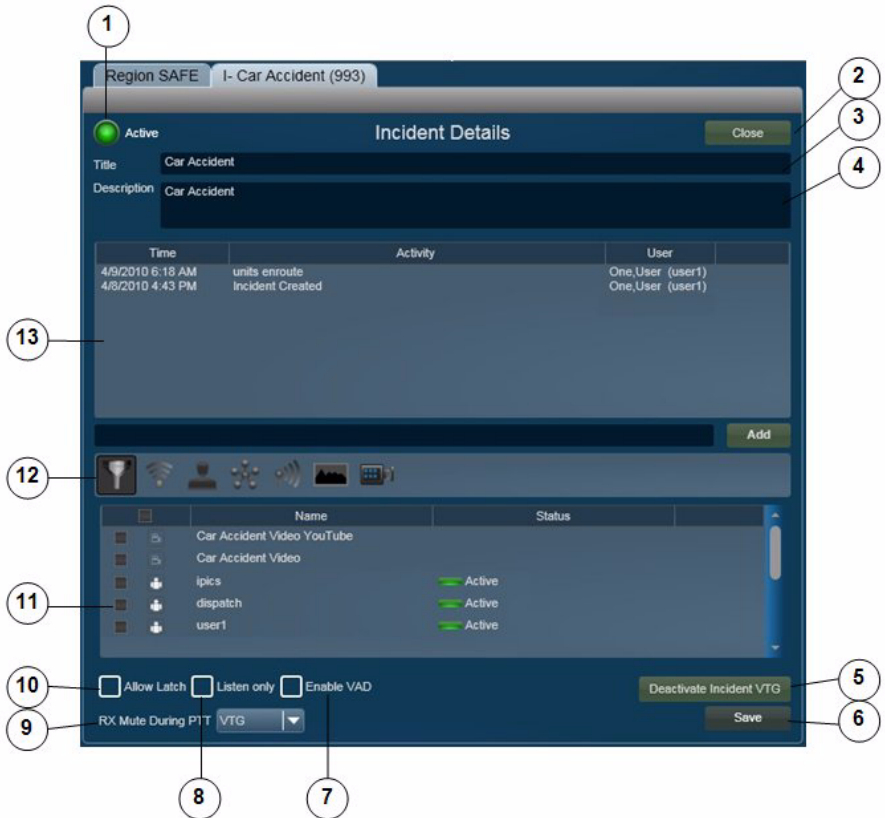 1
Region SAFE I- Car Accident (993)
2
Active Incident Details Close
3
Title Car Accident
4
Description Car Accident
Time Activity User
4/9/2010 6:18 AM units enroute One,User (user1)
4/8/2010 4:43 PM Incident Created One,User (user1)
13
Add
12
Name Status
Car Accident Video YouTube
Car Accident Video
ipics Active
11
dispatch Active
user1 Active
10
Allow Latch Listen only Enable VAD Deactivate Incident VTG
5
9
RX Mute During PTT VTG Save
6
8 7